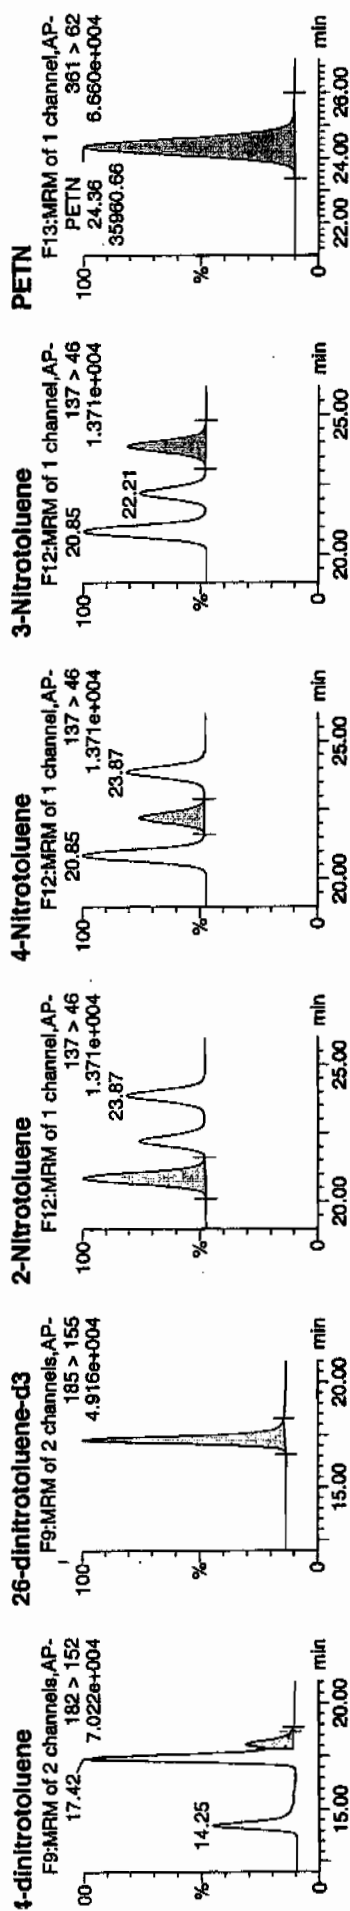 4-dinitrotoluene
F9:MRM of 2 channels,AP-
182 > 152
7.022e+004
17.42
14.25
00
%
0
15.00 20.00 min
26-dinitrotoluene-d3
F9:MRM of 2 channels,AP-
185 > 155
4.916e+004
100
%
0
15.00 20.00 min
2-Nitrotoluene
F12:MRM of 1 channel,AP-
137 > 46
1.371e+004
23.87
100
%
0
20.00 25.00 min
4-Nitrotoluene
F12:MRM of 1 channel,AP-
20.85 137 > 46
1.371e+004
23.87
100
%
0
20.00 25.00 min
3-Nitrotoluene
F12:MRM of 1 channel,AP-
20.85 137 > 46
1.371e+004
22.21
100
%
0
20.00 25.00 min
PETN
F13:MRM of 1 channel,AP-
PETN 361 > 62
24.36 6.660e+004
35960.66
100
%
0
22.00 24.00 26.00 min